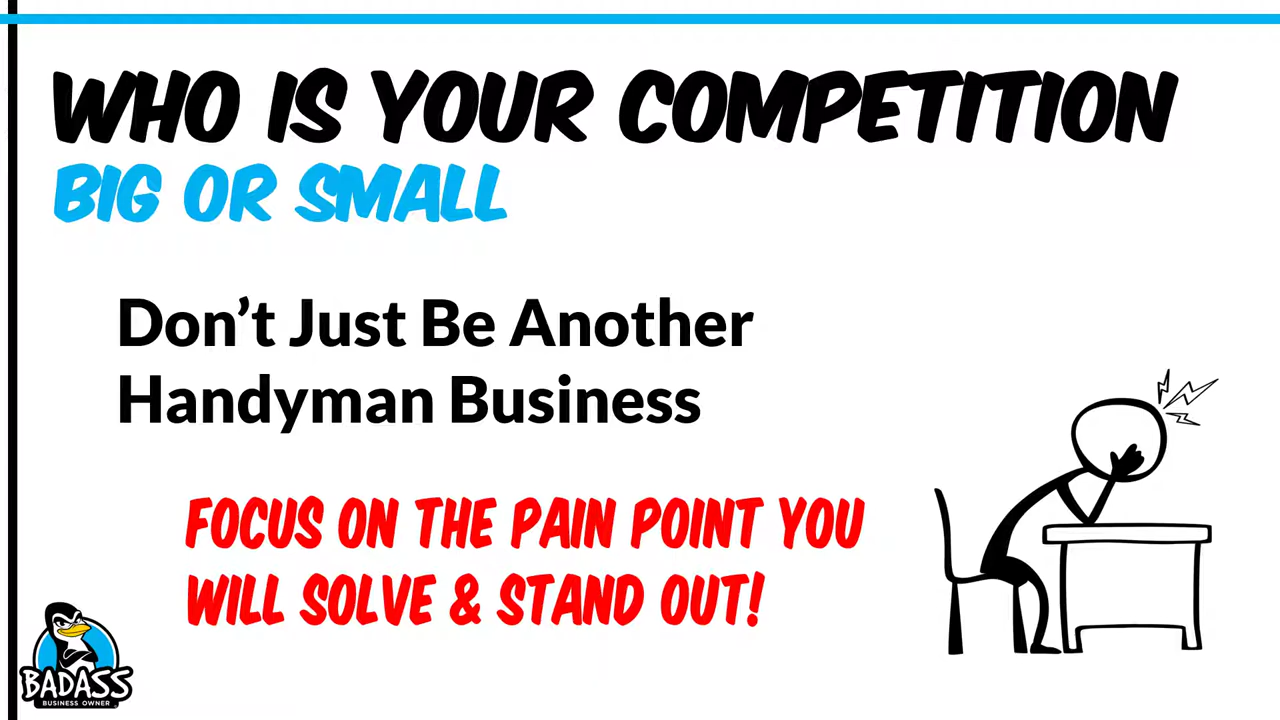 WHO IS YOUR COMPETITION
BIG OR SMALL
Don’t Just Be Another
Handyman Business
FOCUS ON THE PAIN POINT YOU
WILL SOLVE & STAND OUT!
BADASS
BUSINESS OWNER